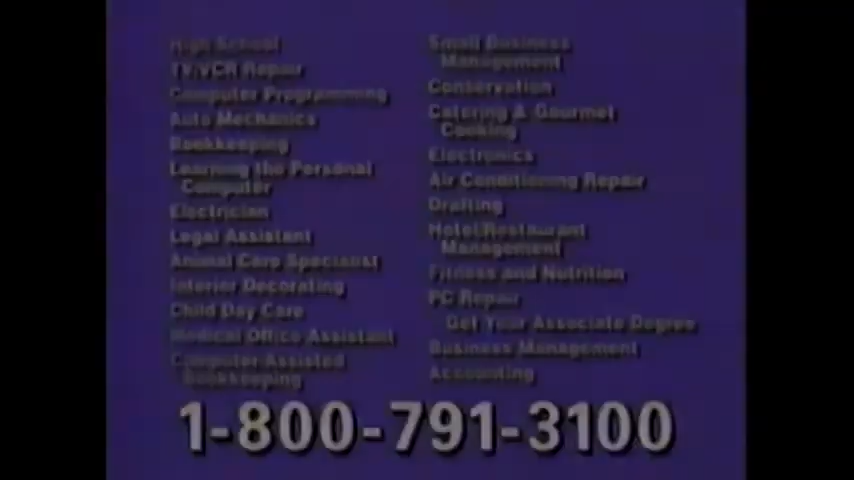 High School
TV/VCR Repair
Computer Programming
Auto Mechanics
Bookkeeping
Learning the Personal
Computer
Electrician
Legal Assistant
Animal Care Specialist
Interior Decorating
Child Day Care
Medical Office Assistant
Computer Assisted
Bookkeeping
Small Business
Management
Conservation
Catering & Gourmet
Cooking
Electronics
Air Conditioning Repair
Drafting
Hotel/Restaurant
Management
Fitness and Nutrition
PC Repair
Get Your Associate Degree
Business Management
Accounting
1-800-791-3100